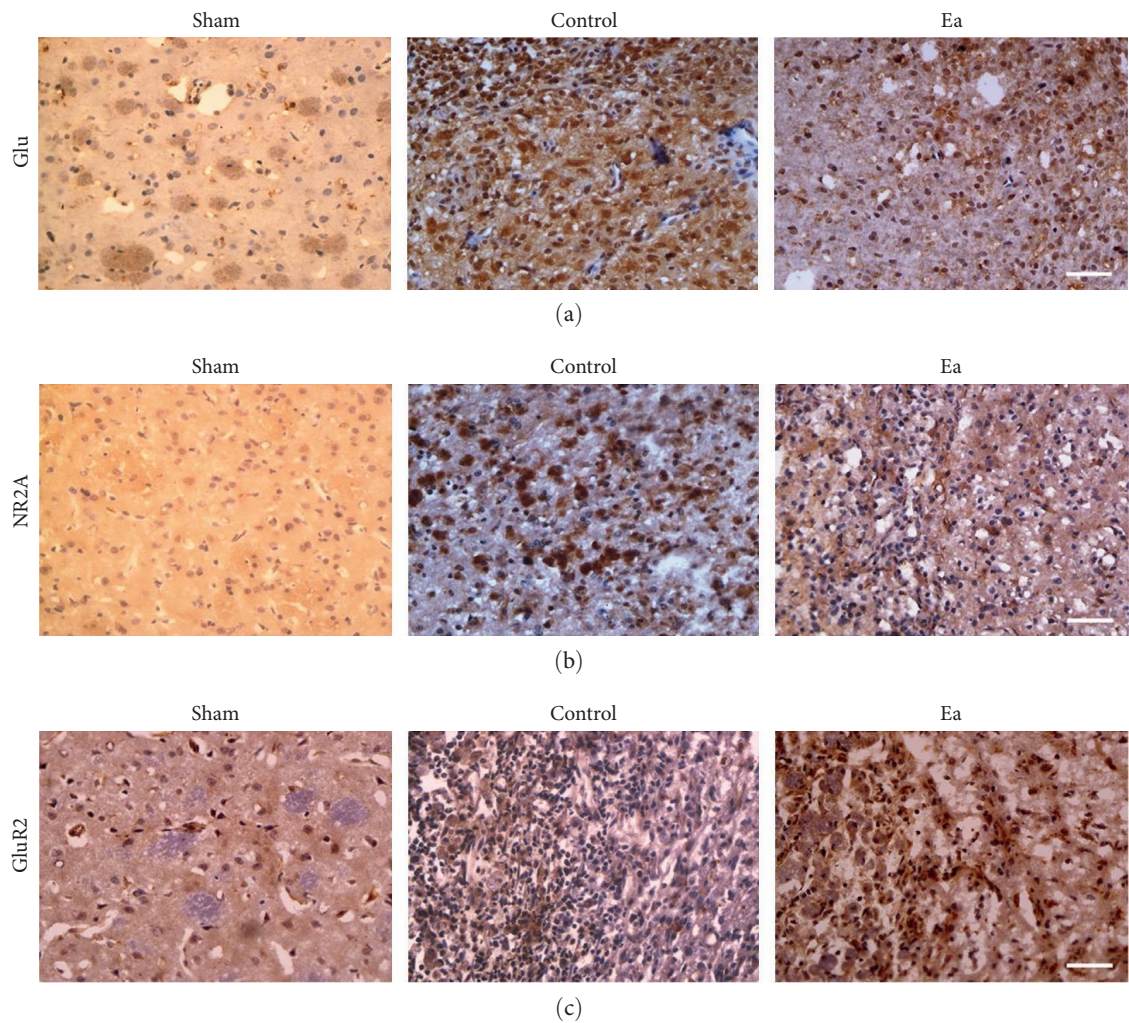 Sham Control Ea
Glu
(a)
Sham Control Ea
NR2A
(b)
Sham Control Ea
GluR2
(c)